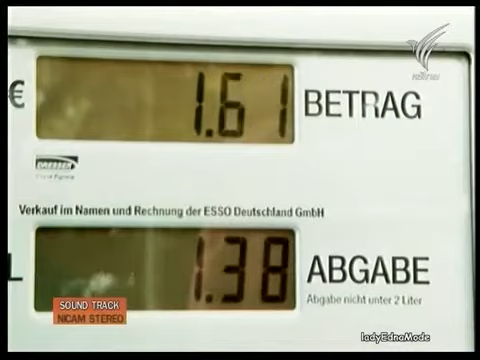 € 1.61 BETRAG
DRESSER
Verkauf im Namen und Rechnung der ESSO Deutschland GmbH
L 1.38 ABGABE
Abgabe nicht unter 2 Liter
SOUND TRACK
NICAM STEREO
ladyEdnaMode